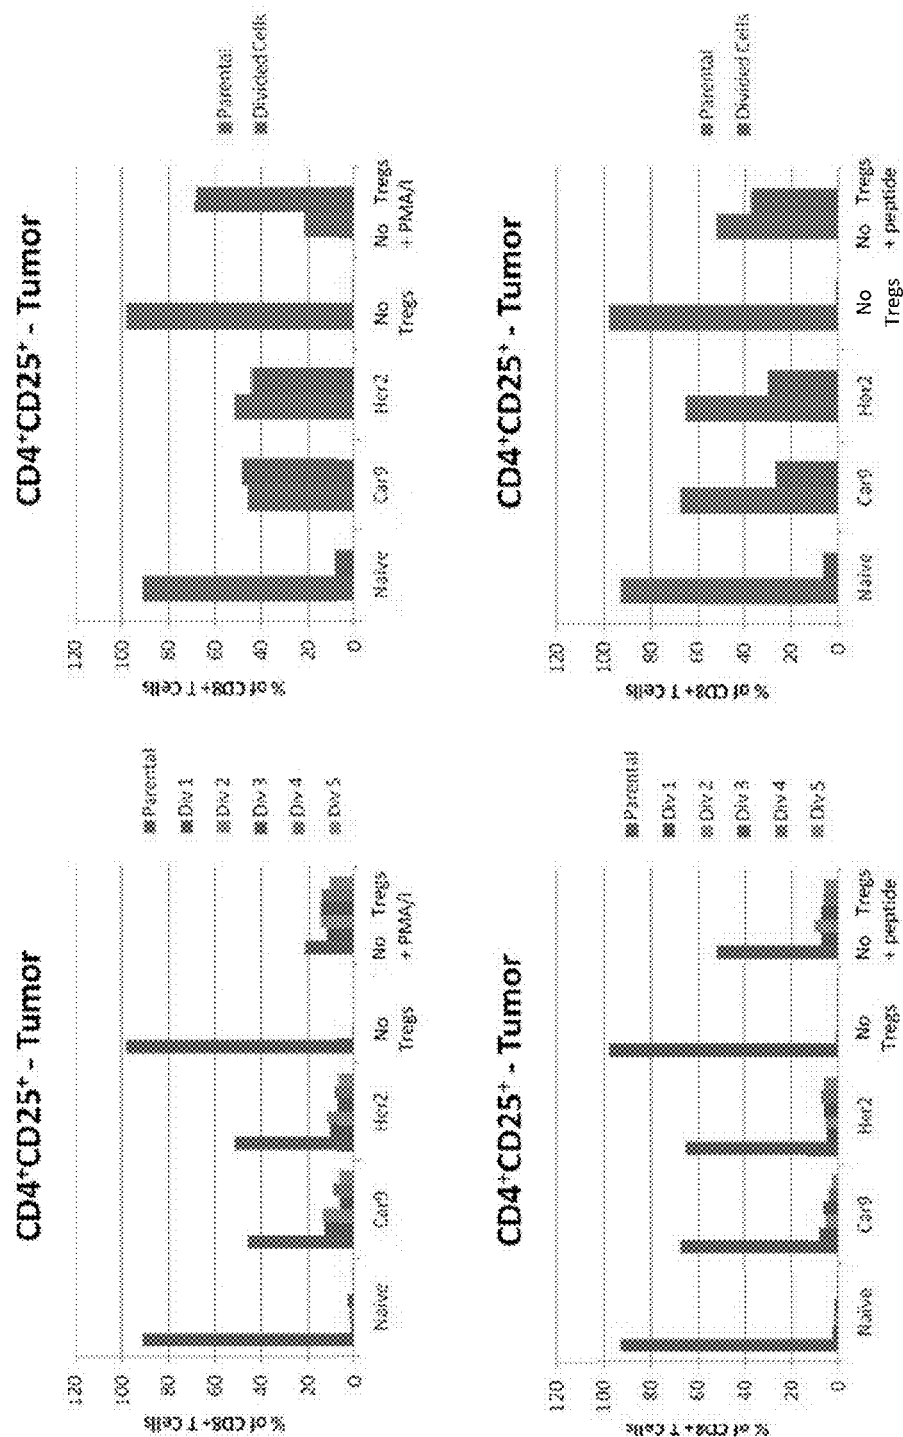 CD4⁺CD25⁺ - Tumor
% of CD8+ T Cells
120
100
80
60
40
20
0
Naive
Car9
Her2
No Tregs
No Tregs + PMA/I
Parental
Div 1
Div 2
Div 3
Div 4
Div 5
CD4⁺CD25⁺ - Tumor
% of CD8+ T Cells
120
100
80
60
40
20
0
Naive
Car9
Her2
No Tregs
No Tregs + PMA/I
Parental
Divided Cells
CD4⁺CD25⁺ - Tumor
% of + T Cells
120
100
80
60
40
20
0
Naive
Car9
Her2
No Tregs
No Tregs + peptide
Parental
Div 1
Div 2
Div 3
Div 4
Div 5
CD4⁺CD25⁺ - Tumor
% of CD8+ T Cells
120
100
80
60
40
20
0
Naive
Car9
Her2
No Tregs
No Tregs + peptide
Parental
Divided Cells